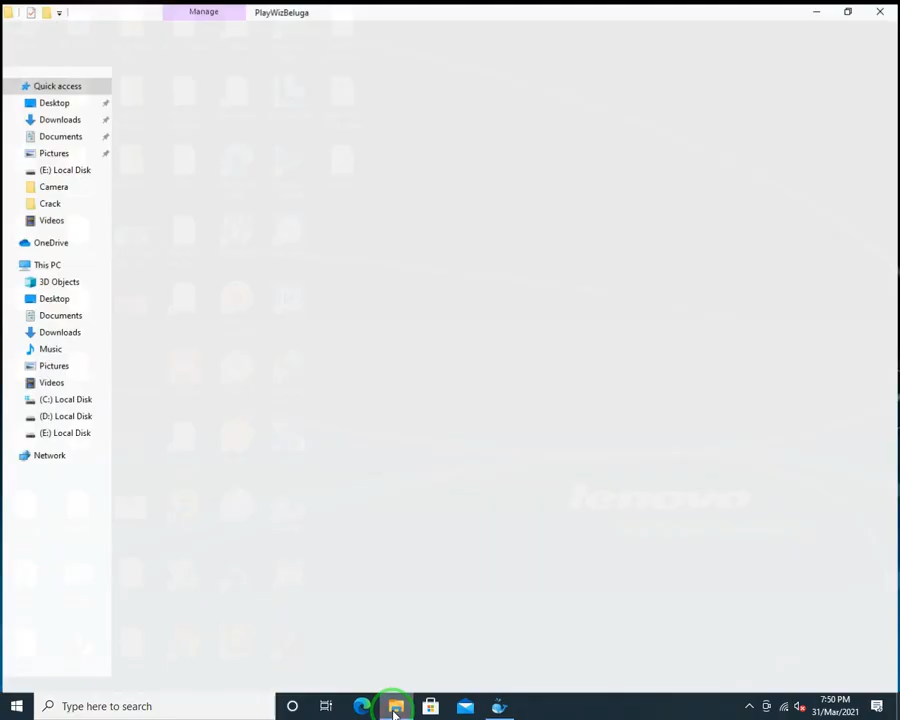 Manage
PlayWizBeluga
Quick access
Desktop
Downloads
Documents
Pictures
(E:) Local Disk
Camera
Crack
Videos
OneDrive
This PC
3D Objects
Desktop
Documents
Downloads
Music
Pictures
Videos
(C:) Local Disk
(D:) Local Disk
(E:) Local Disk
Network
lenovo
Type here to search
7:50 PM
31/Mar/2021